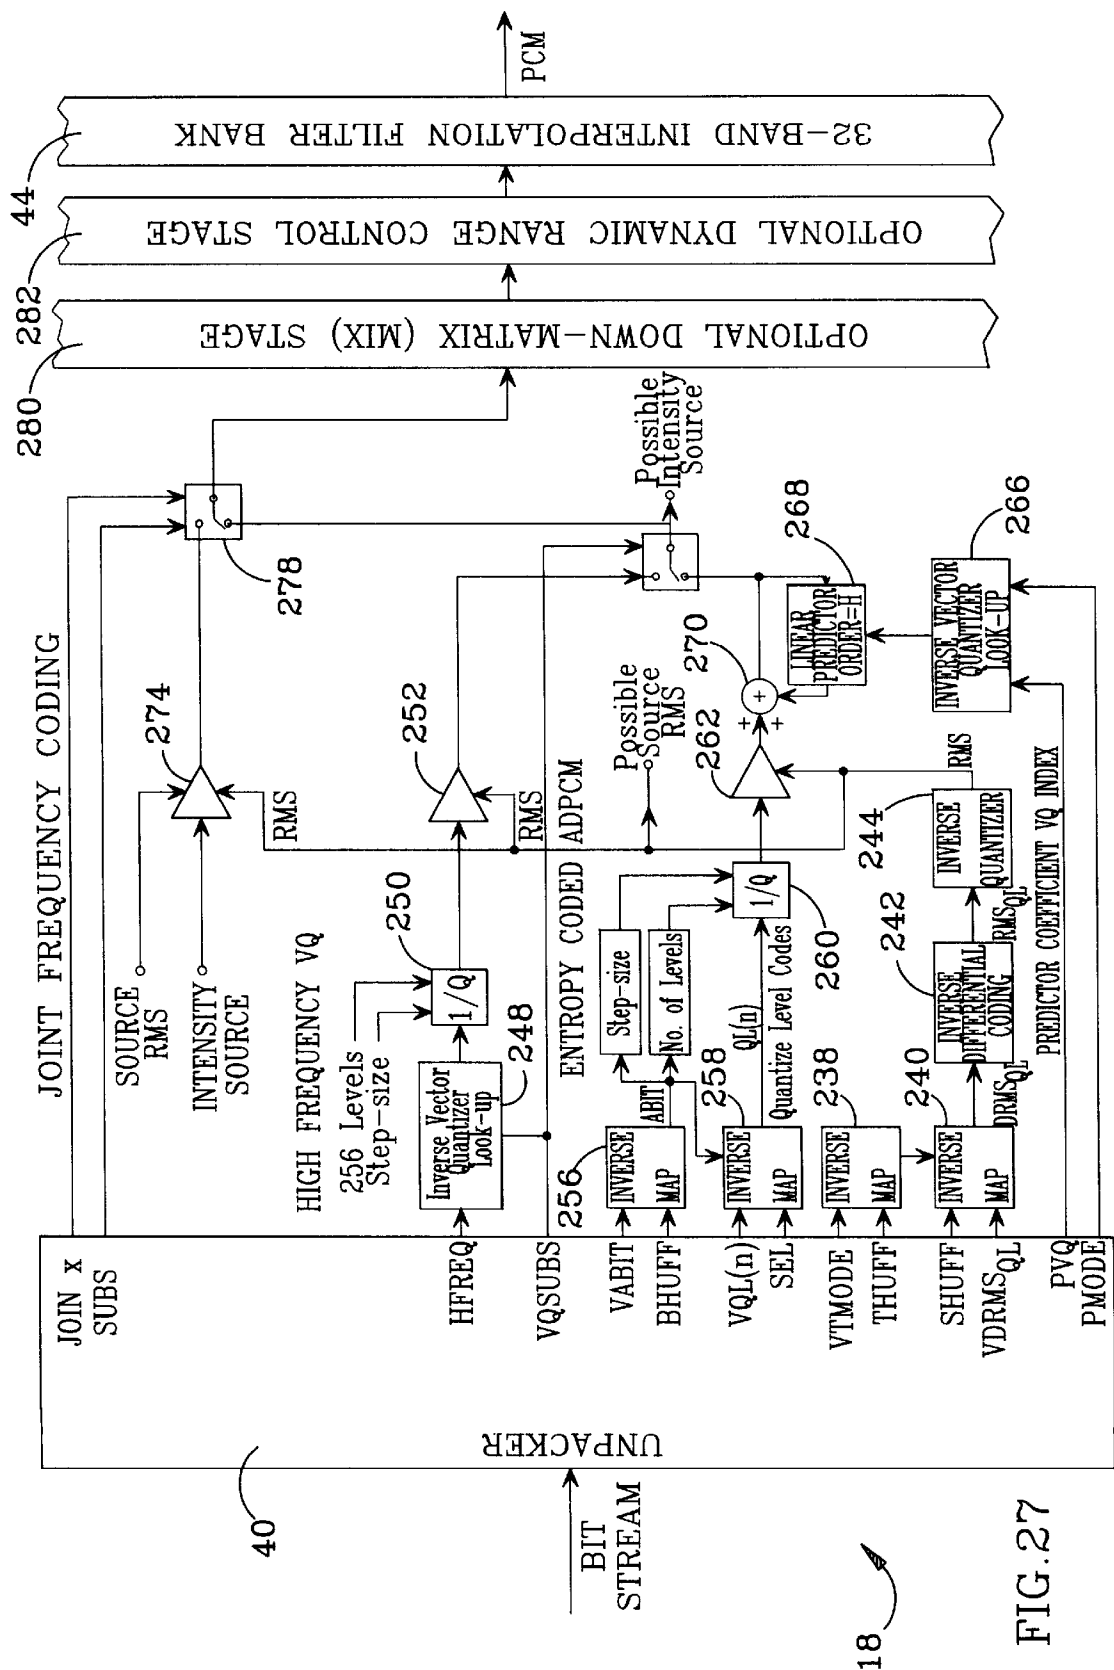 JOINT FREQUENCY CODING
JOIN x
SUBS
SOURCE
RMS
INTENSITY
SOURCE
274
RMS
278
HIGH FREQUENCY VQ
256 Levels
Step-size
HFREQ
Inverse Vector
Quantizer
Look-up
248
1/Q
250
252
RMS
VQSUBS
ENTROPY CODED ADPCM
Possible
Intensity
Source
VABIT
BHUFF
256
INVERSE
MAP
ABIT
Step-size
No. of Levels
Possible
Source
RMS
VQL(n)
SEL
258
INVERSE
MAP
QL(n)
Quantize Level Codes
1/Q
260
262
+
+
+
270
LINEAR
PREDICTOR
ORDER=H
268
VTMODE
THUFF
238
INVERSE
MAP
SHUFF
VDRMSQL
240
INVERSE
MAP
DRMSQL
242
INVERSE
DIFFERENTIAL
CODING
RMSQL
244
INVERSE
QUANTIZER
RMS
266
INVERSE VECTOR
QUANTIZER
LOOK-UP
PVQ
PMODE
PREDICTOR COEFFICIENT VQ INDEX
40
UNPACKER
BIT
STREAM
280
OPTIONAL DOWN-MATRIX (MIX) STAGE
282
OPTIONAL DYNAMIC RANGE CONTROL STAGE
44
32-BAND INTERPOLATION FILTER BANK
PCM
18
FIG.27